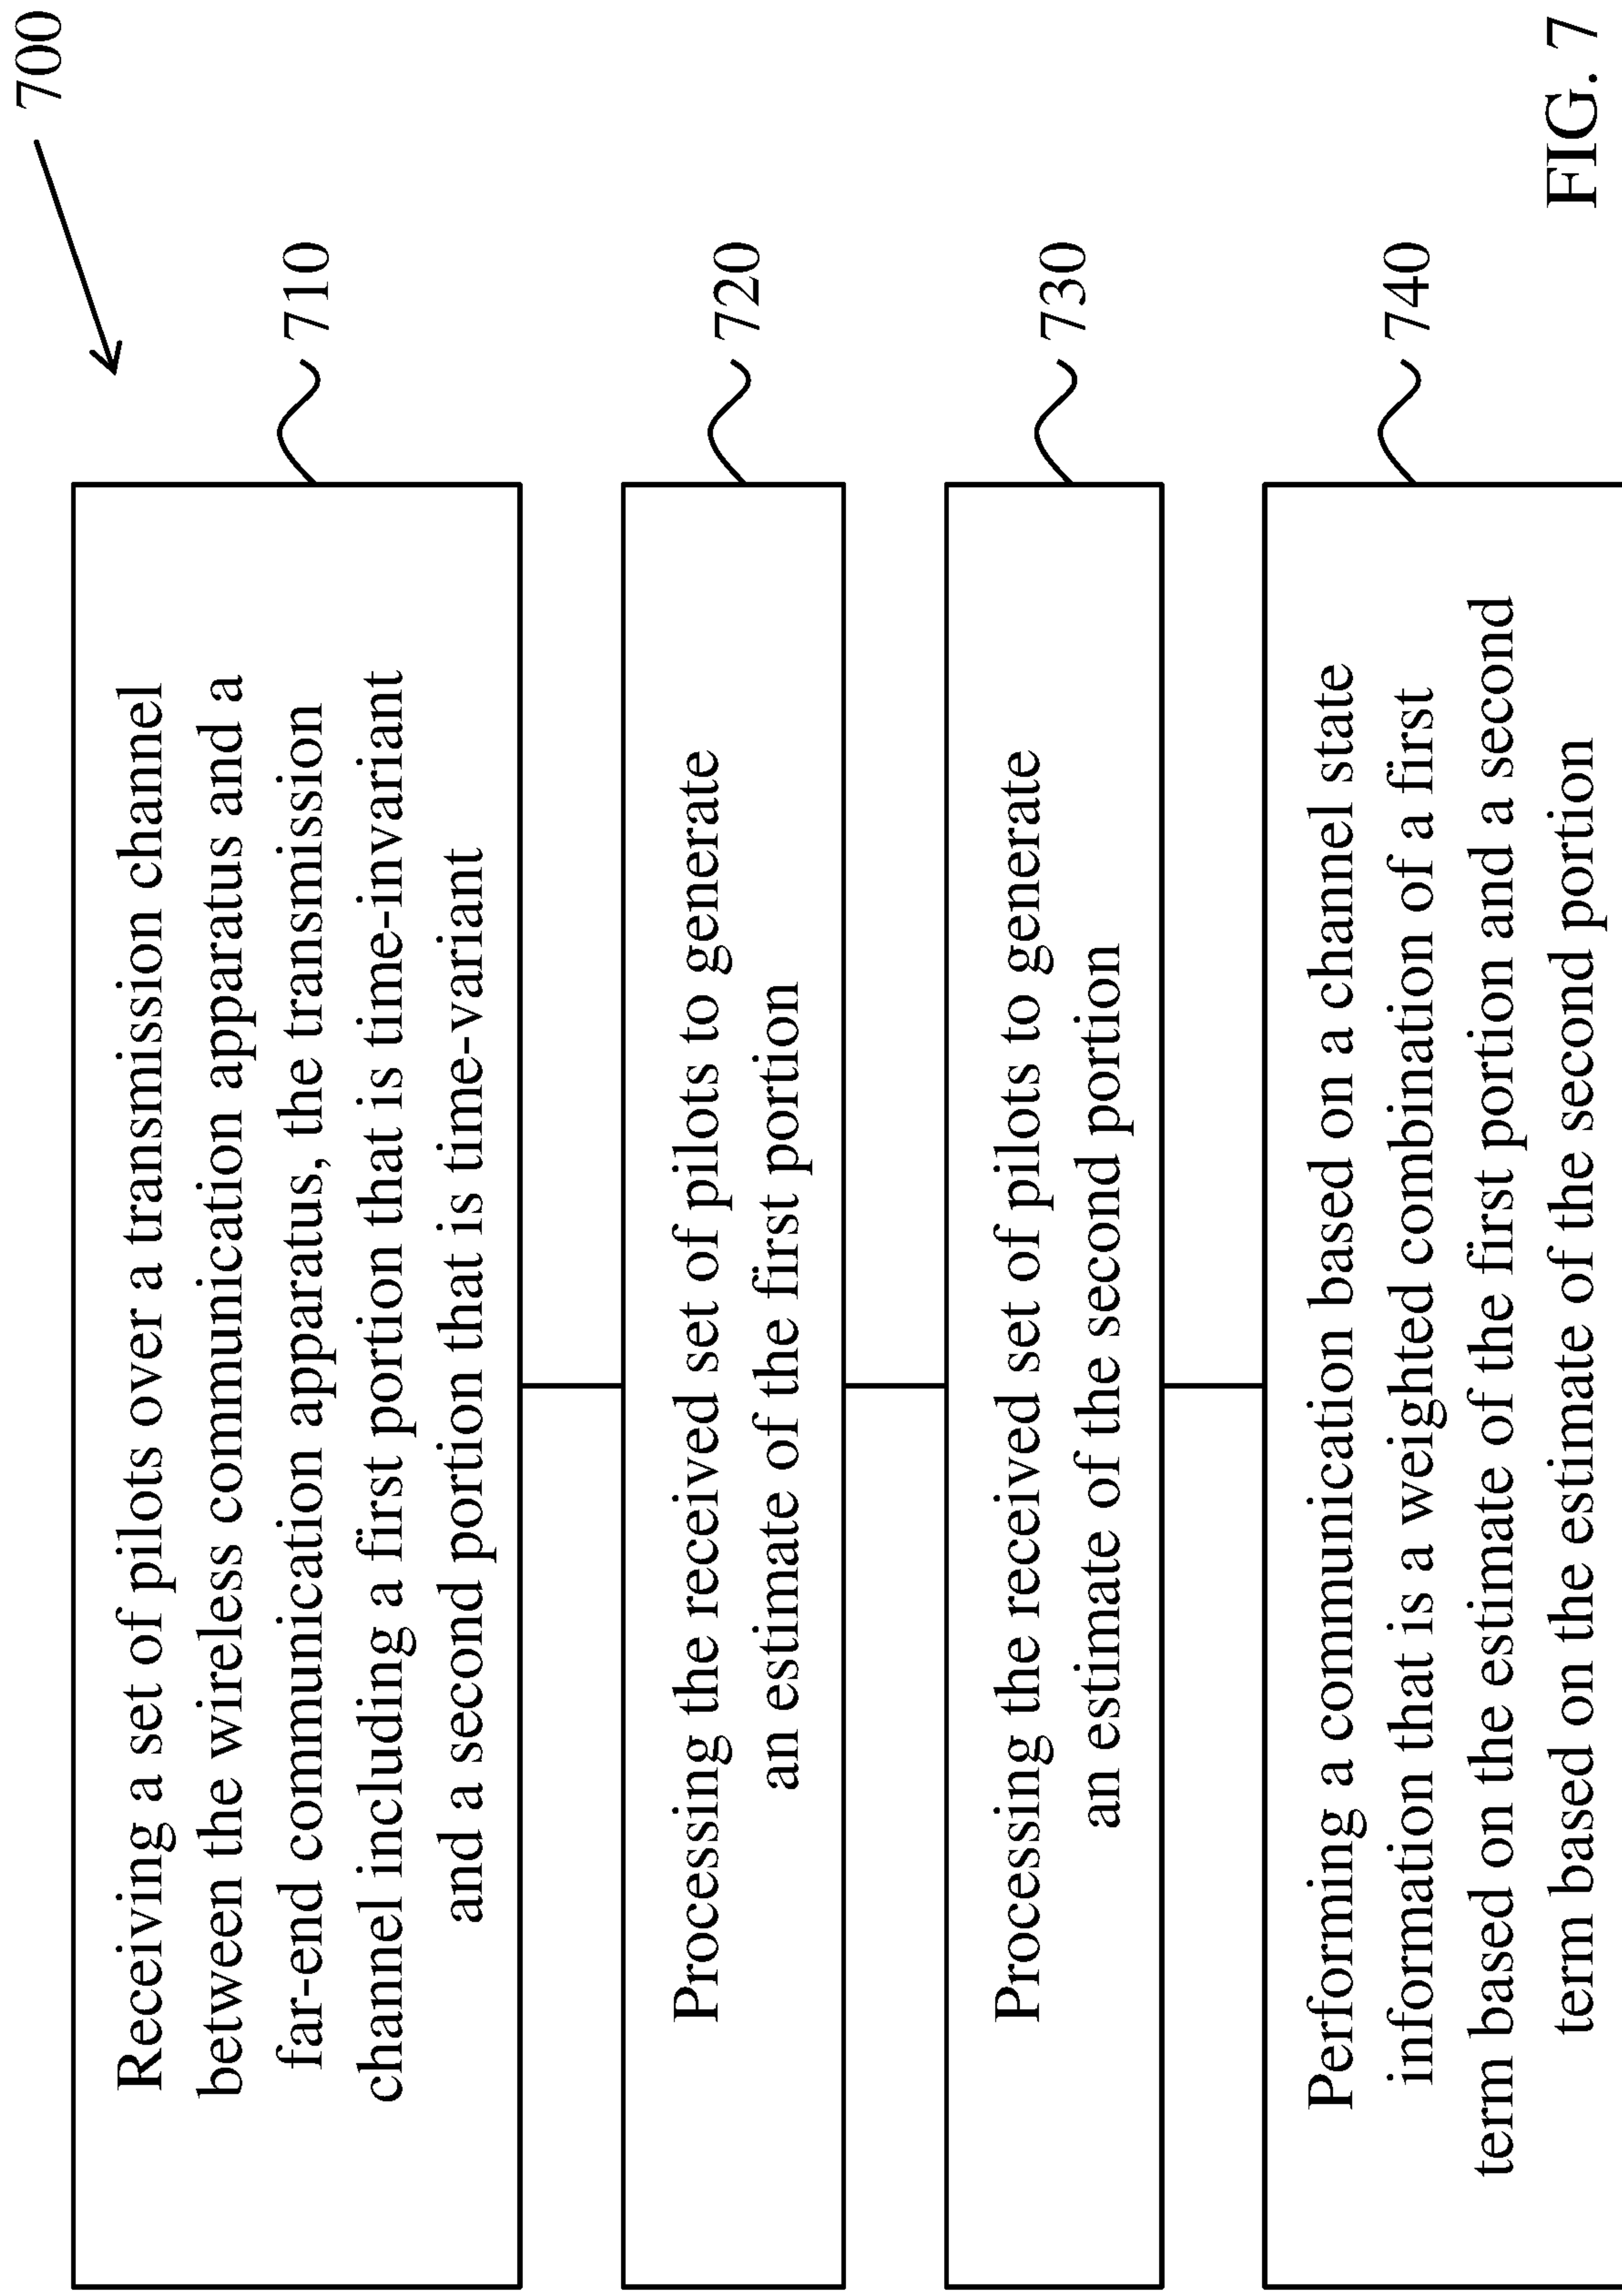 700
Receiving a set of pilots over a transmission channel
between the wireless communication apparatus and a
far-end communication apparatus, the transmission
channel including a first portion that is time-invariant
and a second portion that is time-variant
710
Processing the received set of pilots to generate
an estimate of the first portion
720
Processing the received set of pilots to generate
an estimate of the second portion
730
Performing a communication based on a channel state
information that is a weighted combination of a first
term based on the estimate of the first portion and a second
term based on the estimate of the second portion
740
FIG. 7